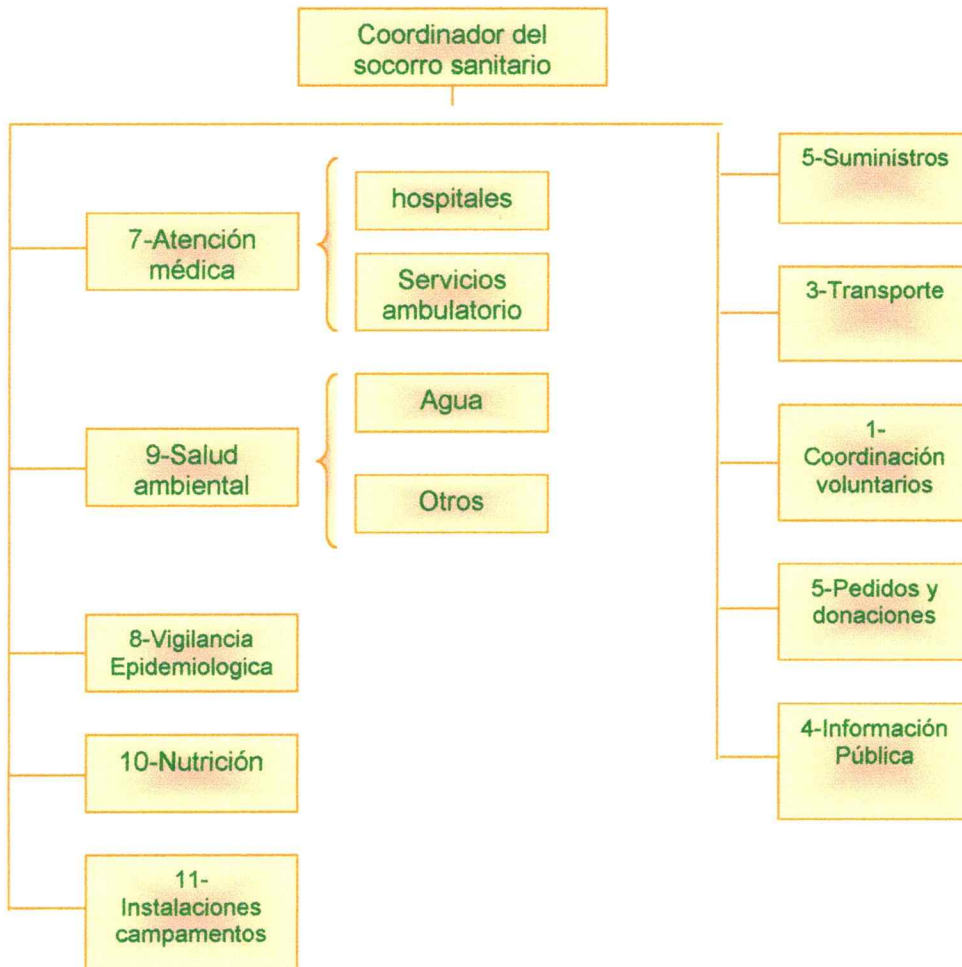 Coordinador del
socorro sanitario
7-Atención
médica
hospitales
Servicios
ambulatorio
9-Salud
ambiental
Agua
Otros
8-Vigilancia
Epidemiologica
10-Nutrición
11-
Instalaciones
campamentos
5-Suministros
3-Transporte
1-
Coordinación
voluntarios
5-Pedidos y
donaciones
4-Información
Pública